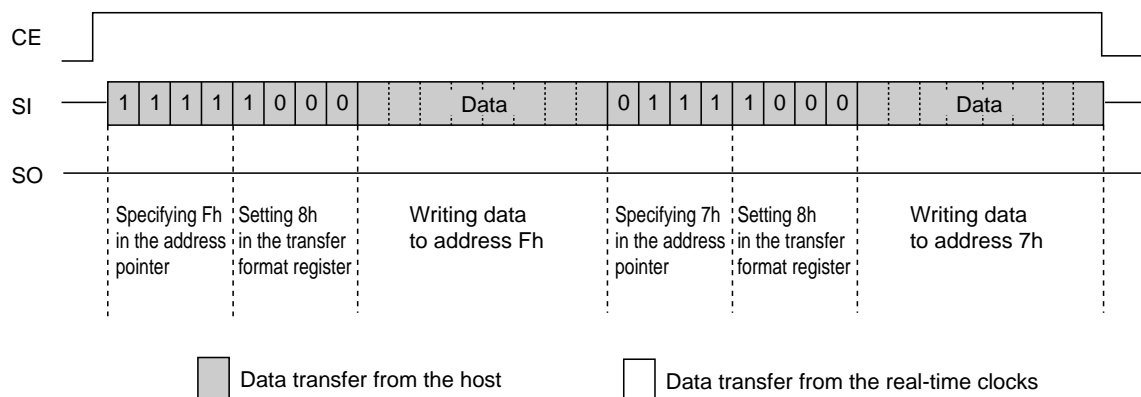 CE
SI 1 1 1 1 1 0 0 0 Data 0 1 1 1 1 0 0 0 Data
SO
Specifying Fh
in the address
pointer
Setting 8h
in the transfer
format register
Writing data
to address Fh
Specifying 7h
in the address
pointer
Setting 8h
in the transfer
format register
Writing data
to address 7h
Data transfer from the host
Data transfer from the real-time clocks